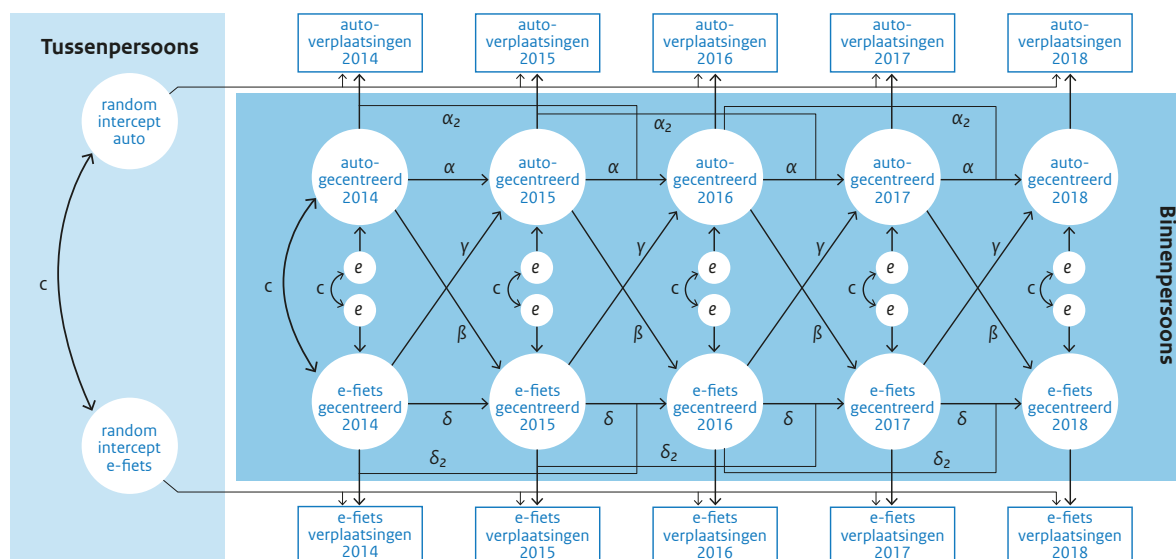 Tussenpersoons
auto-
verplaatsingen
2014
auto-
verplaatsingen
2015
auto-
verplaatsingen
2016
auto-
verplaatsingen
2017
auto-
verplaatsingen
2018
random
intercept
auto
α₂
α₂
α₂
auto-
gecentreerd
2014
α
auto-
gecentreerd
2015
α
auto-
gecentreerd
2016
α
auto-
gecentreerd
2017
α
auto-
gecentreerd
2018
Binnenpersoons
γ
γ
γ
γ
c
c
e
c
e
e
c
e
e
c
e
e
c
e
e
c
e
β
β
β
β
e-fiets
gecentreerd
2014
δ
e-fiets
gecentreerd
2015
δ
e-fiets
gecentreerd
2016
δ
e-fiets
gecentreerd
2017
δ
e-fiets
gecentreerd
2018
random
intercept
e-fiets
δ₂
δ₂
δ₂
e-fiets
verplaatsingen
2014
e-fiets
verplaatsingen
2015
e-fiets
verplaatsingen
2016
e-fiets
verplaatsingen
2017
e-fiets
verplaatsingen
2018